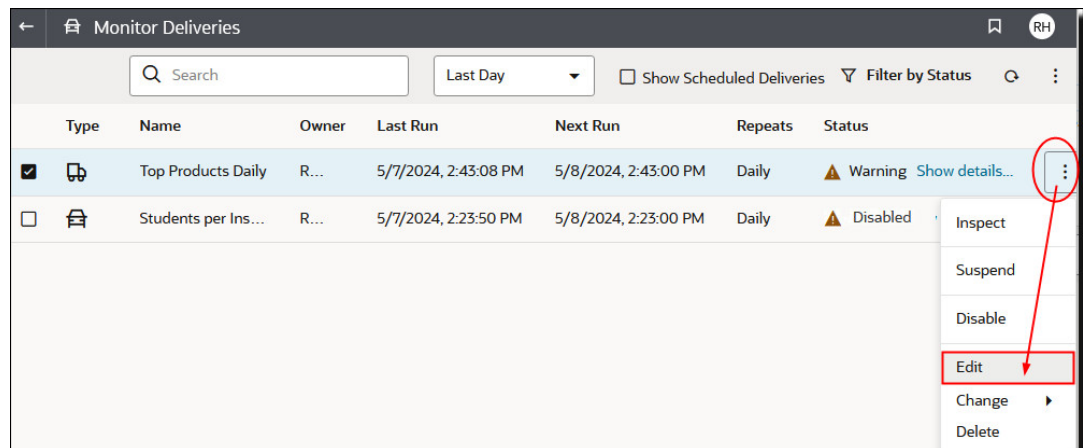 Monitor Deliveries RH
Search Last Day Show Scheduled Deliveries Filter by Status
Type Name Owner Last Run Next Run Repeats Status
Top Products Daily R... 5/7/2024, 2:43:08 PM 5/8/2024, 2:43:00 PM Daily Warning Show details...
Students per Ins... R... 5/7/2024, 2:23:50 PM 5/8/2024, 2:23:00 PM Daily Disabled
Inspect
Suspend
Disable
Edit
Change
Delete